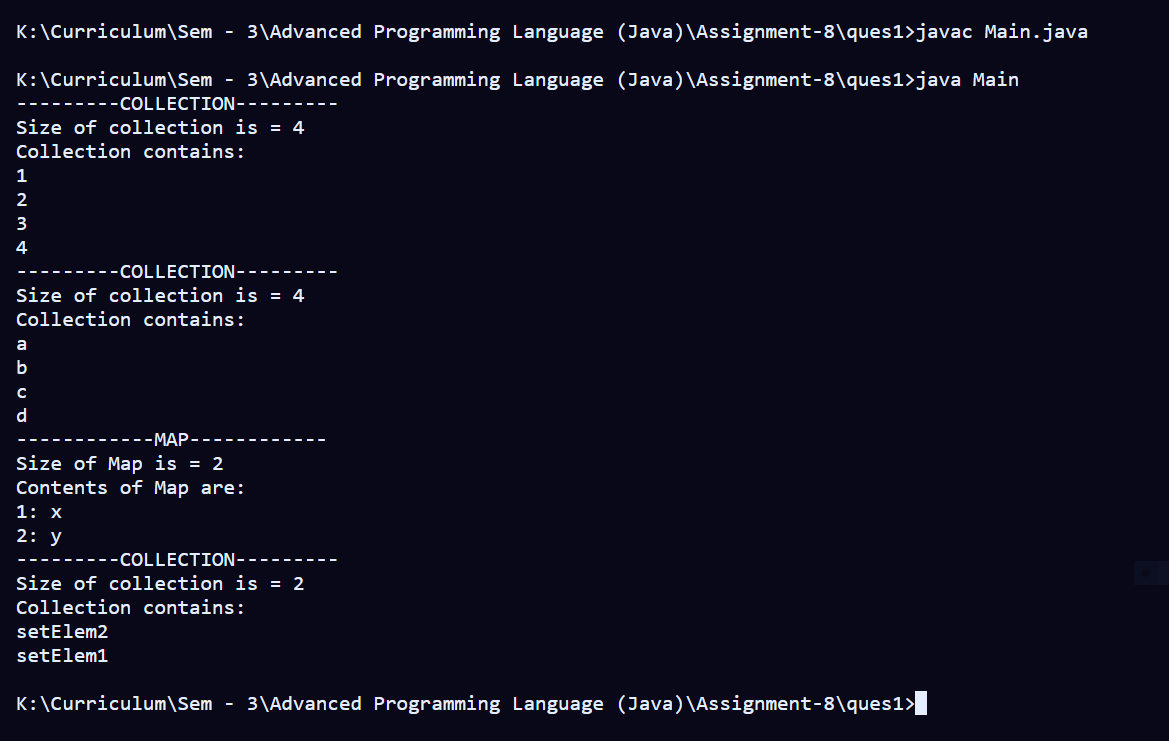 K:\Curriculum\Sem - 3\Advanced Programming Language (Java)\Assignment-8\ques1>javac Main.java
K:\Curriculum\Sem - 3\Advanced Programming Language (Java)\Assignment-8\ques1>java Main
---------COLLECTION---------
Size of collection is = 4
Collection contains:
1
2
3
4
---------COLLECTION---------
Size of collection is = 4
Collection contains:
a
b
c
d
------------MAP------------
Size of Map is = 2
Contents of Map are:
1: x
2: y
---------COLLECTION---------
Size of collection is = 2
Collection contains:
setElem2
setElem1
K:\Curriculum\Sem - 3\Advanced Programming Language (Java)\Assignment-8\ques1>